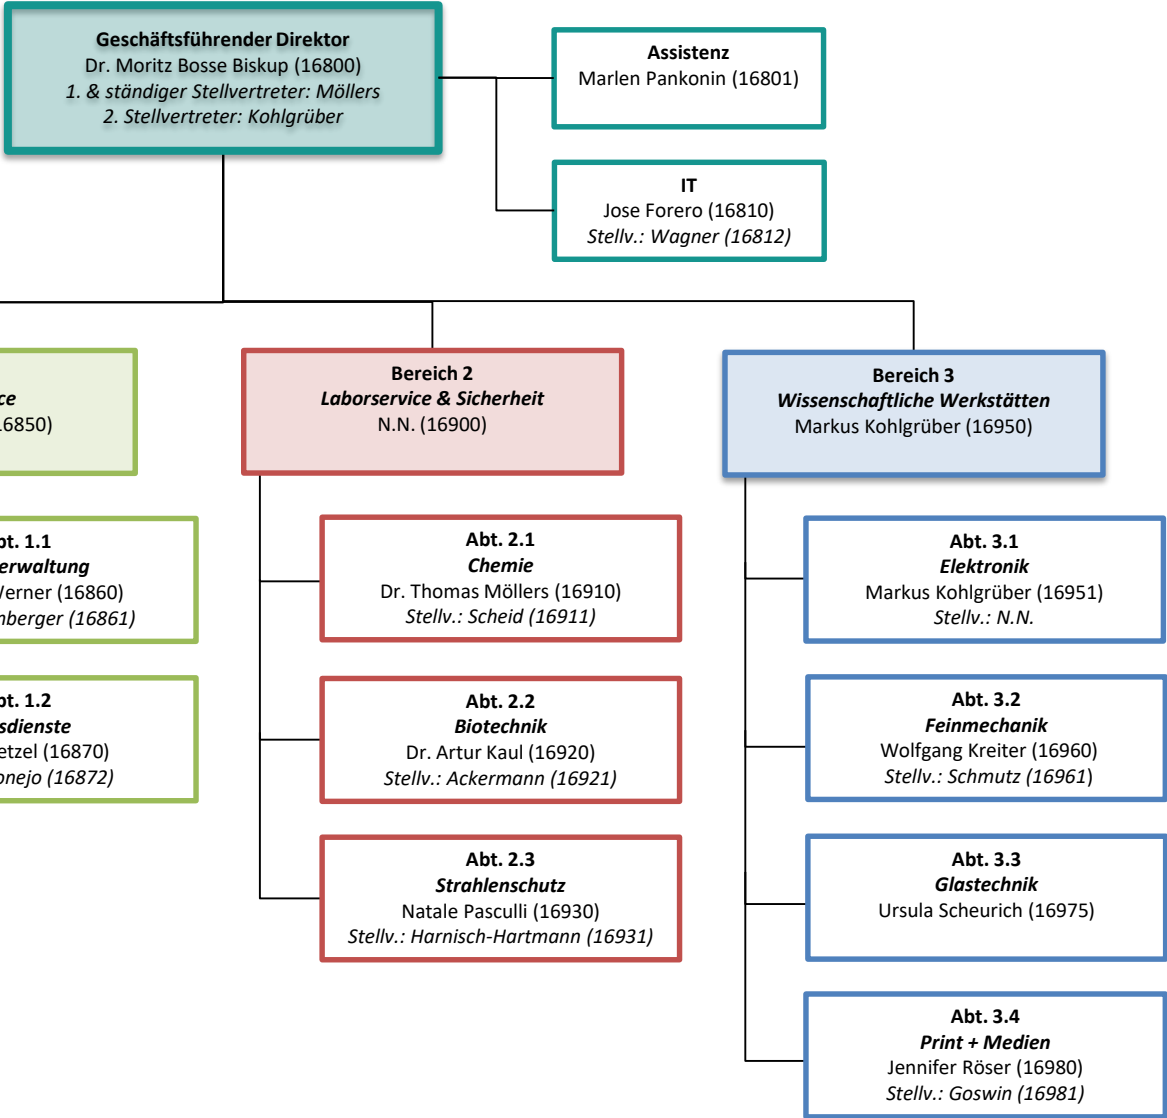 Geschäftsführender Direktor
Dr. Moritz Bosse Biskup (16800)
1. & ständiger Stellvertreter: Möllers
2. Stellvertreter: Kohlgrüber
Assistenz
Marlen Pankonin (16801)
IT
Jose Forero (16810)
Stellv.: Wagner (16812)
16850)
Bereich 2
Laborservice & Sicherheit
N.N. (16900)
Bereich 3
Wissenschaftliche Werkstätten
Markus Kohlgrüber (16950)
1.1
erwaltung
Werner (16860)
nberger (16861)
1.2
sdienste
etzel (16870)
onejo (16872)
Abt. 2.1
Chemie
Dr. Thomas Möllers (16910)
Stellv.: Scheid (16911)
Abt. 2.2
Biotechnik
Dr. Artur Kaul (16920)
Stellv.: Ackermann (16921)
Abt. 2.3
Strahlenschutz
Natale Pasculli (16930)
Stellv.: Harnisch-Hartmann (16931)
Abt. 3.1
Elektronik
Markus Kohlgrüber (16951)
Stellv.: N.N.
Abt. 3.2
Feinmechanik
Wolfgang Kreiter (16960)
Stellv.: Schmutz (16961)
Abt. 3.3
Glastechnik
Ursula Scheurich (16975)
Abt. 3.4
Print + Medien
Jennifer Röser (16980)
Stellv.: Goswin (16981)